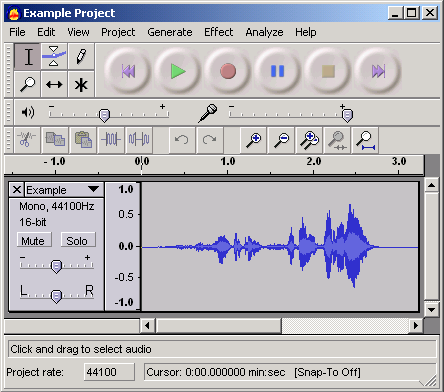 Example Project
File Edit View Project Generate Effect Analyze Help
- + - +
- 1.0 0.0 1.0 2.0 3.0
Example
Mono, 44100Hz
16-bit
Mute Solo
- +
L R
1.0
0.5
0.0
-0.5
-1.0
Click and drag to select audio
Project rate: 44100 Cursor: 0:00.000000 min:sec [Snap-To Off]